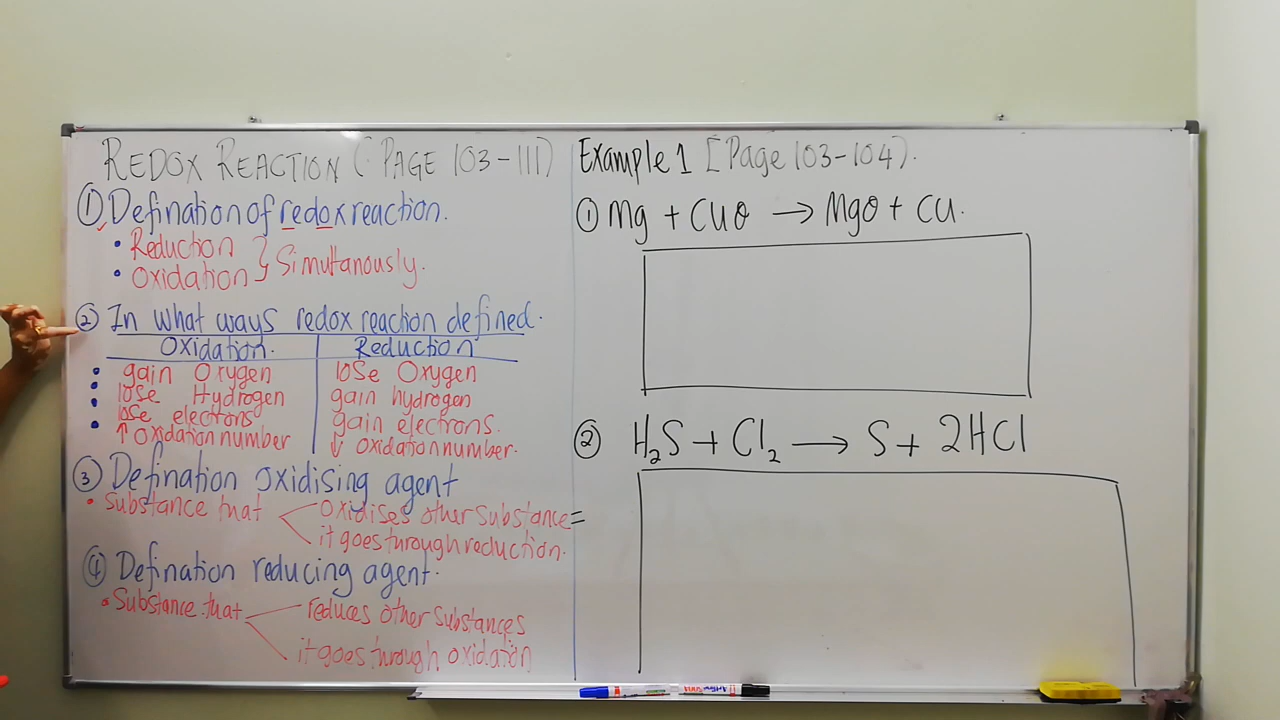 REDOX REACTION (PAGE 103-111)
① Defination of redox reaction.
• Reduction
• Oxidation } Simultanously.
② In what ways redox reaction defined.
Oxidation. Reduction
• gain Oxygen lose Oxygen
• lose Hydrogen gain hydrogen
• lose electrons gain electrons.
• ↑ Oxidation number ↓ oxidation number.
③ Defination oxidising agent
• Substance that oxidises other substance =
it goes through reduction.
④ Defination reducing agent.
• Substance that reduces other substances
it goes through oxidation
Example 1 [Page 103-104).
① Mg + CuO → MgO + Cu.
② H₂S + Cl₂ → S + 2HCl